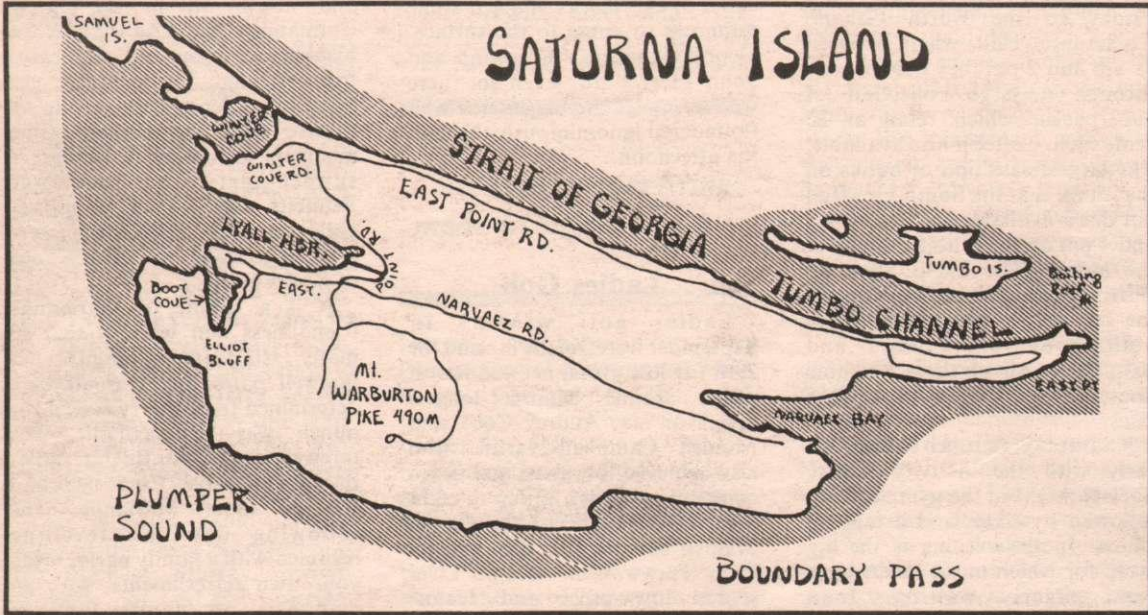 SAMUEL
IS.
SATURNA ISLAND
WINTER
COVE
WINTER
COVE RD.
STRAIT OF GEORGIA
EAST POINT RD.
LYALL HBR.
EAST. POINT RD
TUMBO IS.
Boiling
Reef
TUMBO CHANNEL
BOOT
COVE
NARVAEZ RD.
ELLIOT
BLUFF
Mt.
WARBURTON
PIKE 490M
EAST PT
NARVAEZ BAY
PLUMPER
SOUND
BOUNDARY PASS